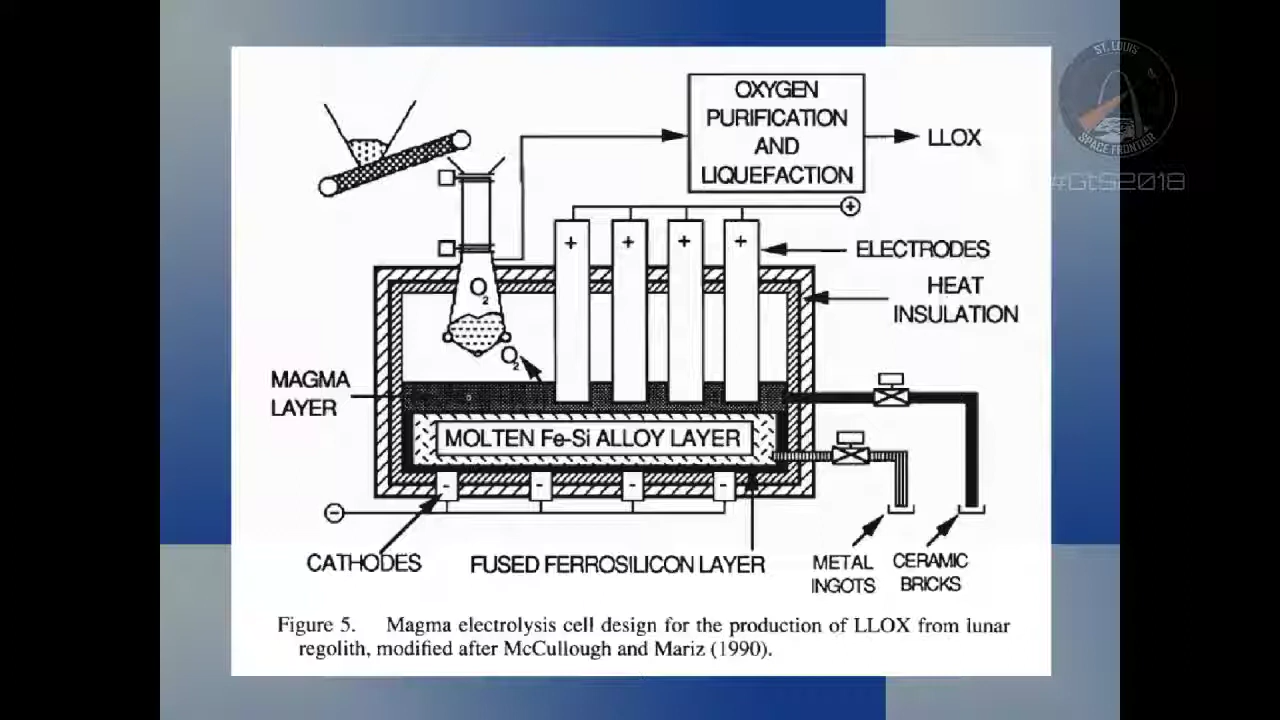 OXYGEN
PURIFICATION
AND
LIQUEFACTION
LLOX
ST. LOUIS
SPACE FRONTIER
#GtS2018
+
+ + + +
ELECTRODES
HEAT
INSULATION
O2
O2
MAGMA
LAYER
MOLTEN Fe-Si ALLOY LAYER
- - - -
-
CATHODES
FUSED FERROSILICON LAYER
METAL
INGOTS
CERAMIC
BRICKS
Figure 5. Magma electrolysis cell design for the production of LLOX from lunar
regolith, modified after McCullough and Mariz (1990).